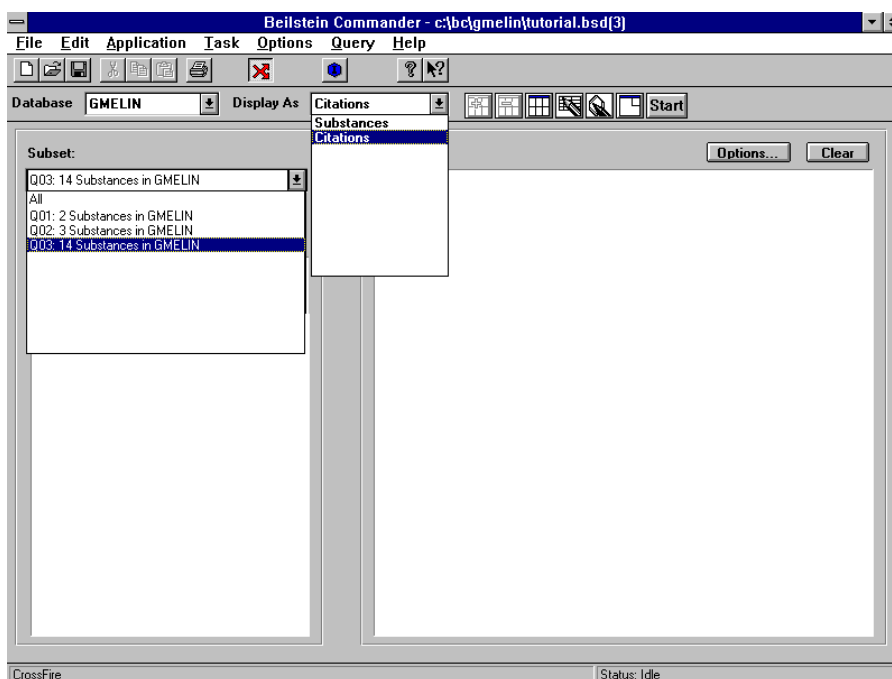 Beilstein Commander - c:\bc\gmelin\tutorial.bsd(3)
File Edit Application Task Options Query Help
Database GMELIN Display As Citations Start
Substances
Citations
Subset: Options... Clear
Q03: 14 Substances in GMELIN
All
Q01: 2 Substances in GMELIN
Q02: 3 Substances in GMELIN
Q03: 14 Substances in GMELIN
CrossFire Status: Idle